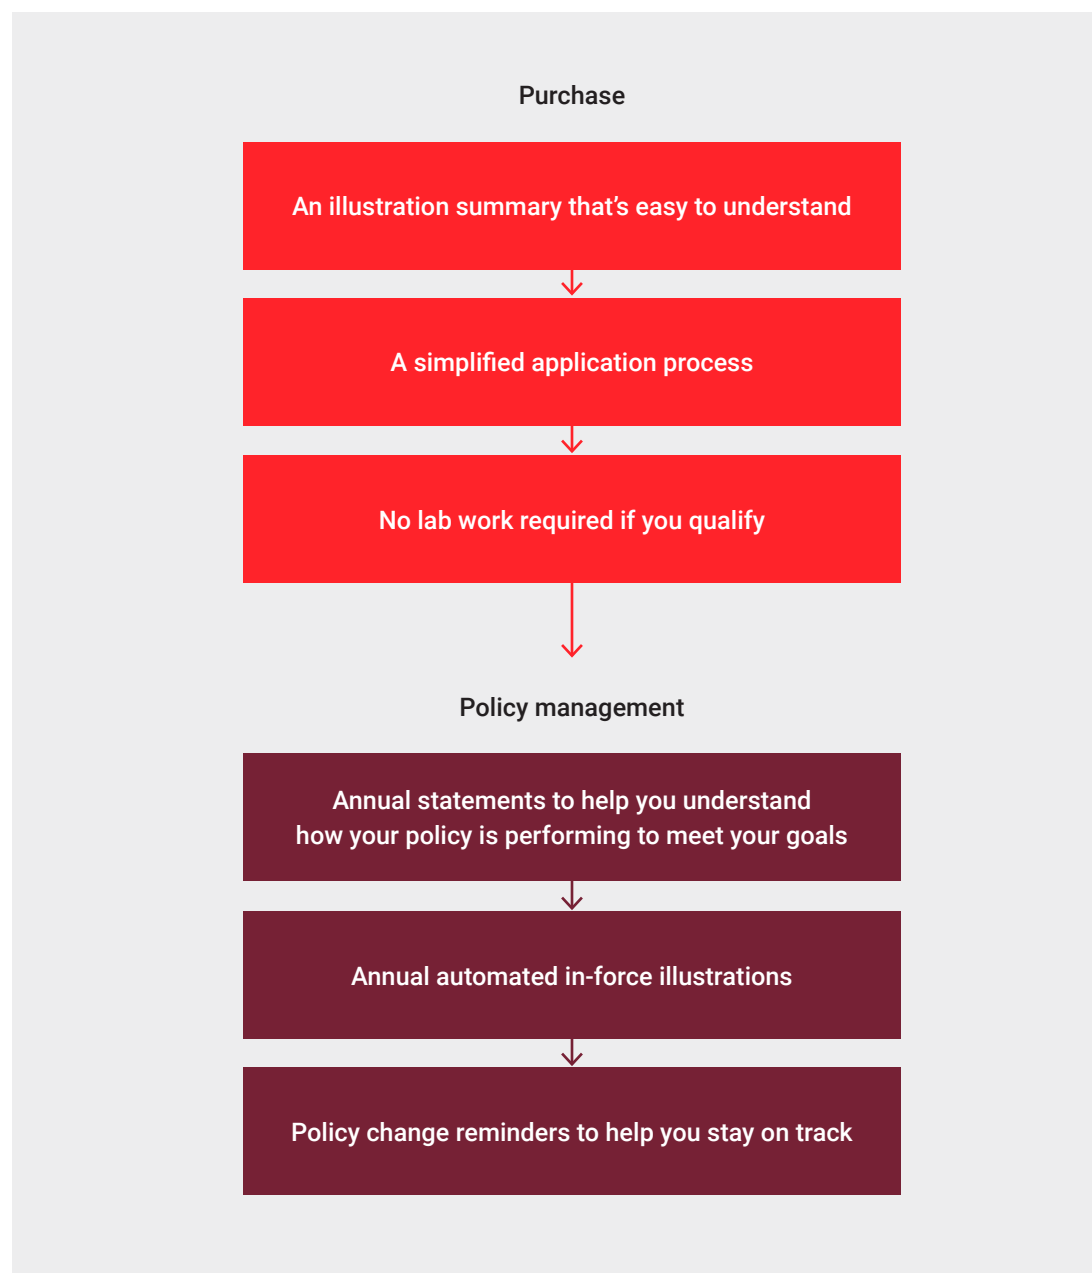 Purchase
An illustration summary that’s easy to understand
A simplified application process
No lab work required if you qualify
Policy management
Annual statements to help you understand
how your policy is performing to meet your goals
Annual automated in-force illustrations
Policy change reminders to help you stay on track